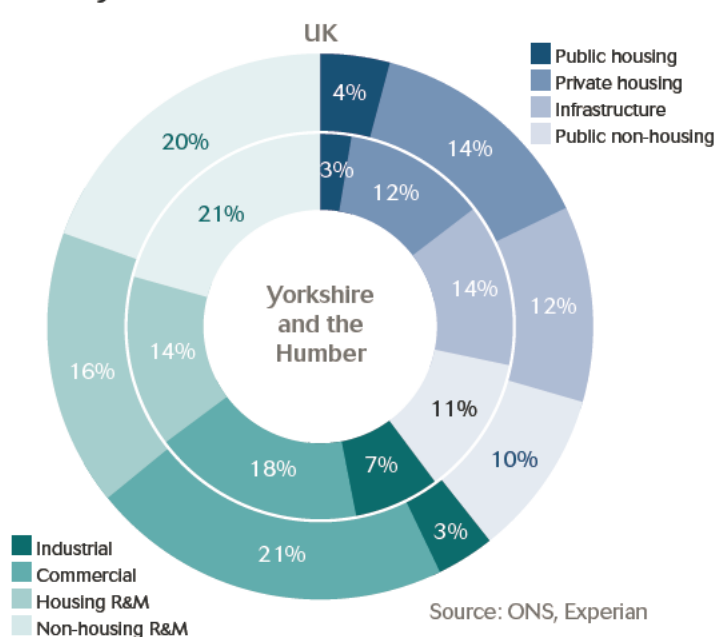 UK
Public housing
Private housing
Infrastructure
Public non-housing
4%
14%
12%
10%
3%
21%
16%
20%
3%
12%
14%
11%
7%
18%
14%
21%
Yorkshire
and the
Humber
Industrial
Commercial
Housing R&M
Non-housing R&M
Source: ONS, Experian